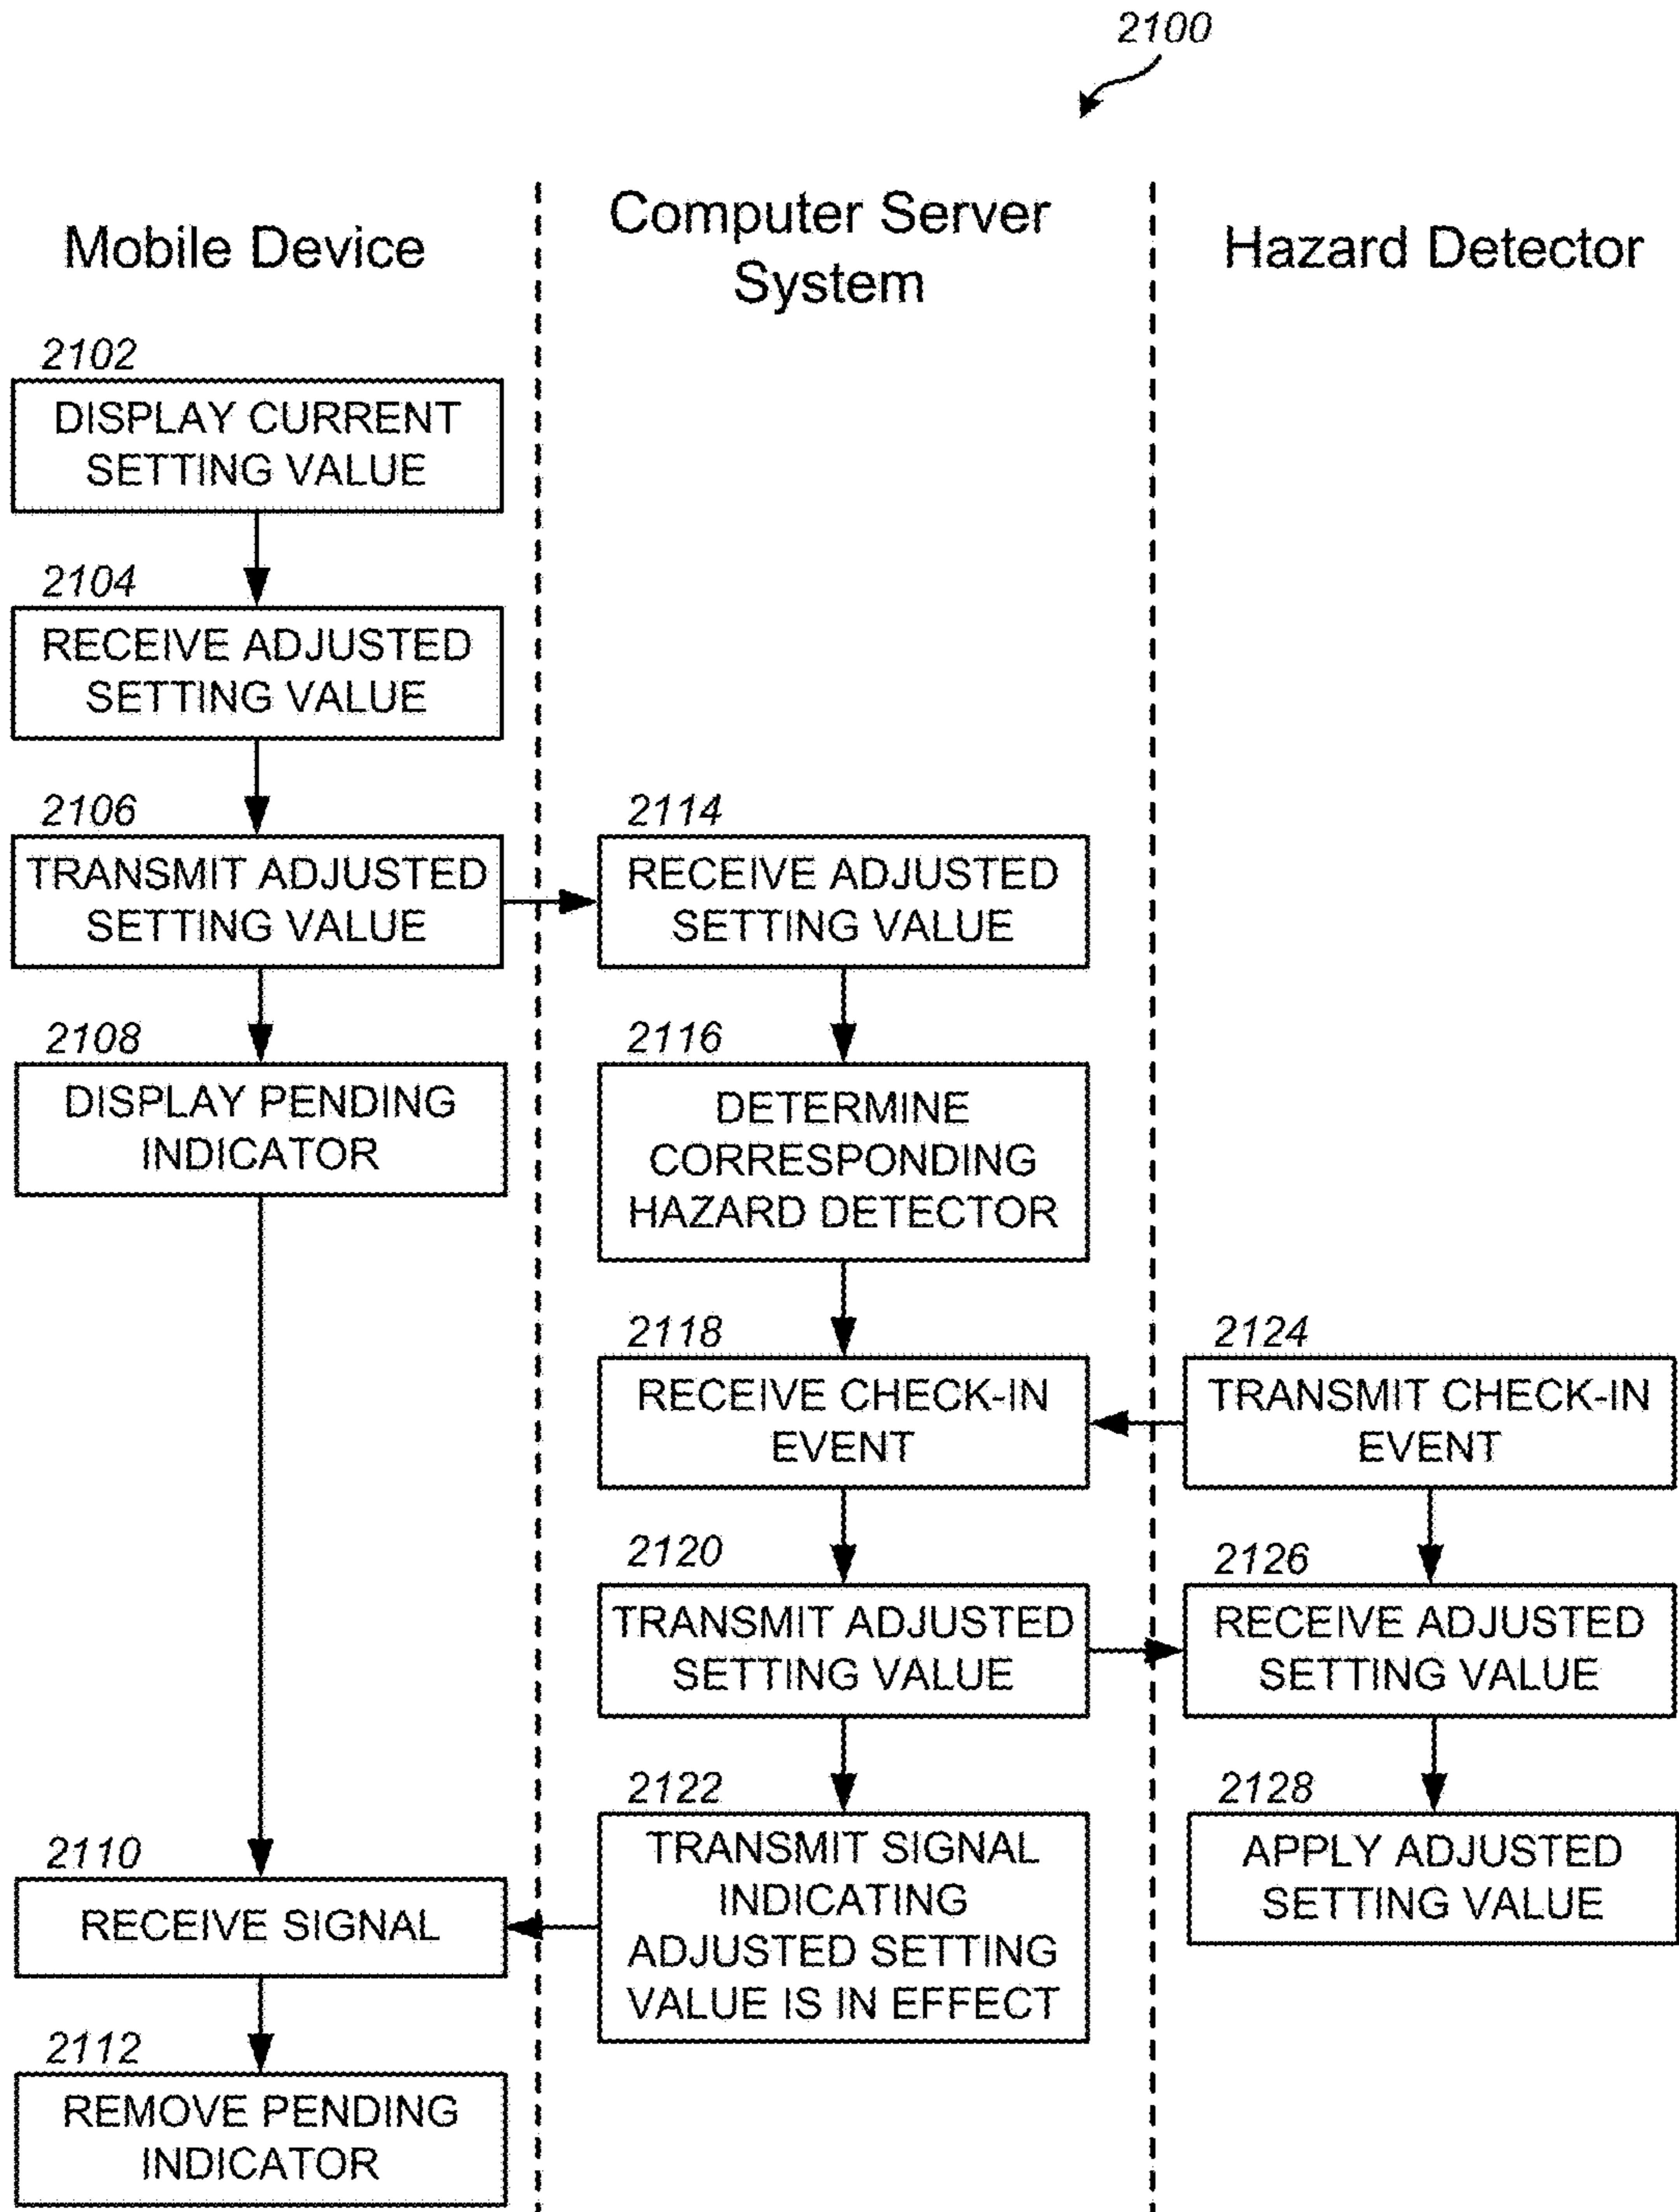 2100
Mobile Device
Computer Server
System
Hazard Detector
2102
DISPLAY CURRENT
SETTING VALUE
2104
RECEIVE ADJUSTED
SETTING VALUE
2106
TRANSMIT ADJUSTED
SETTING VALUE
2108
DISPLAY PENDING
INDICATOR
2110
RECEIVE SIGNAL
2112
REMOVE PENDING
INDICATOR
2114
RECEIVE ADJUSTED
SETTING VALUE
2116
DETERMINE
CORRESPONDING
HAZARD DETECTOR
2118
RECEIVE CHECK-IN
EVENT
2120
TRANSMIT ADJUSTED
SETTING VALUE
2122
TRANSMIT SIGNAL
INDICATING
ADJUSTED SETTING
VALUE IS IN EFFECT
2124
TRANSMIT CHECK-IN
EVENT
2126
RECEIVE ADJUSTED
SETTING VALUE
2128
APPLY ADJUSTED
SETTING VALUE